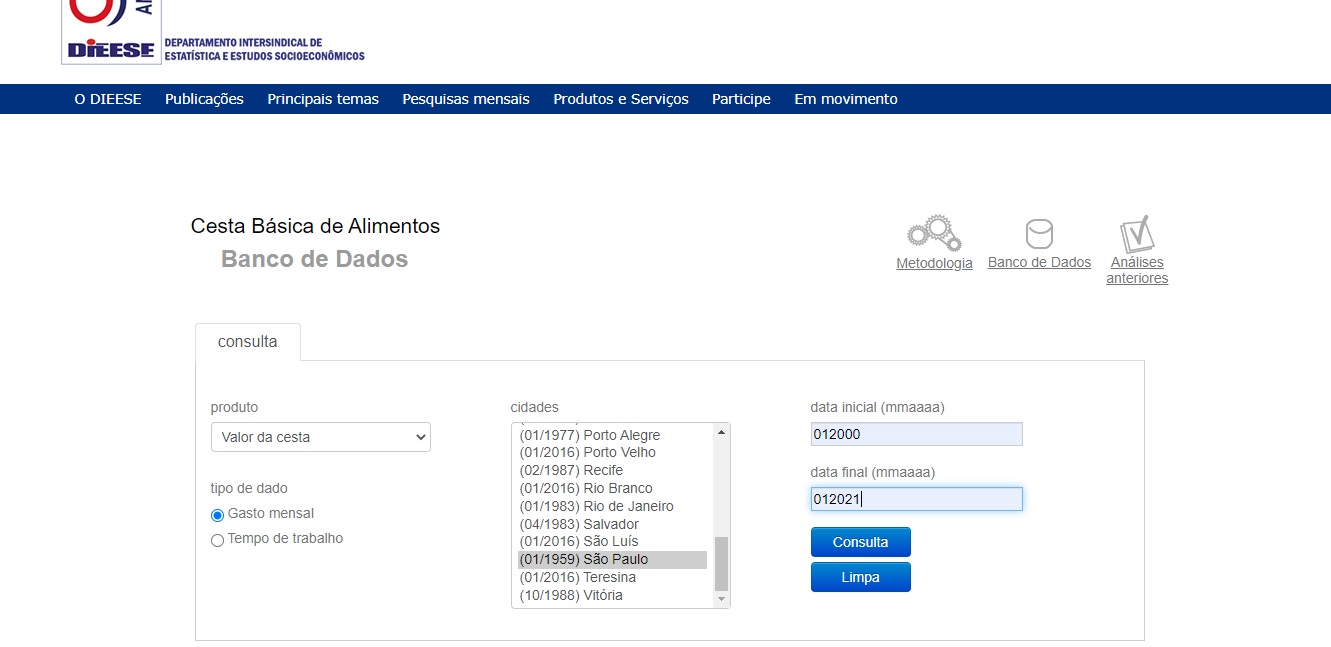 DIEESE
DEPARTAMENTO INTERSINDICAL DE
ESTATÍSTICA E ESTUDOS SOCIOECONÔMICOS
O DIEESE Publicações Principais temas Pesquisas mensais Produtos e Serviços Participe Em movimento
Cesta Básica de Alimentos
Banco de Dados
Metodologia
Banco de Dados
Análises
anteriores
consulta
produto
Valor da cesta
tipo de dado
Gasto mensal
Tempo de trabalho
cidades
(01/1977) Porto Alegre
(01/2016) Porto Velho
(02/1987) Recife
(01/2016) Rio Branco
(01/1983) Rio de Janeiro
(04/1983) Salvador
(01/2016) São Luís
(01/1959) São Paulo
(01/2016) Teresina
(10/1988) Vitória
data inicial (mmaaaa)
012000
data final (mmaaaa)
012021
Consulta
Limpa